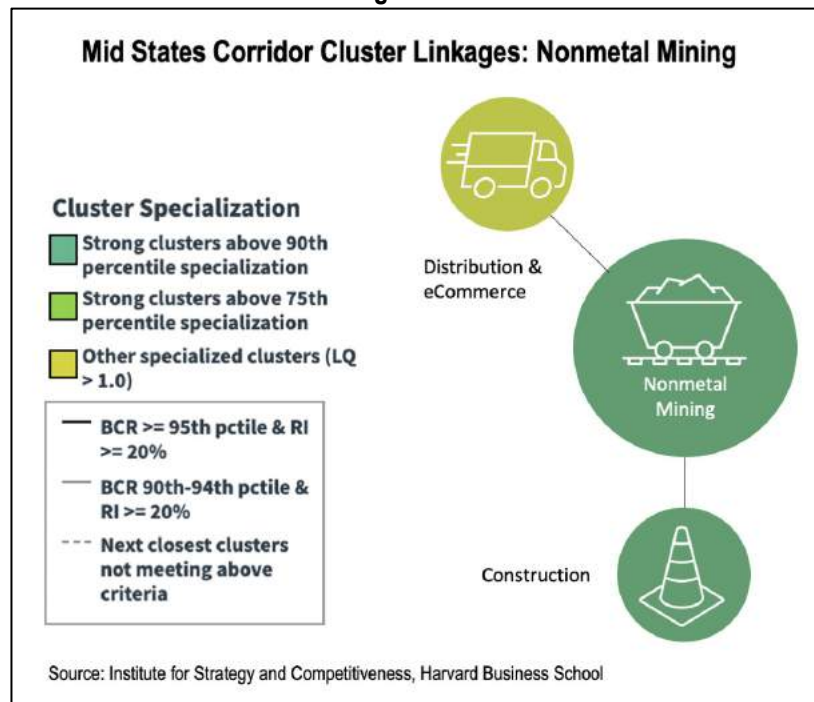 Mid States Corridor Cluster Linkages: Nonmetal Mining
Cluster Specialization
Strong clusters above 90th
percentile specialization
Strong clusters above 75th
percentile specialization
Other specialized clusters (LQ
> 1.0)
BCR >= 95th pctile & RI
>= 20%
BCR 90th-94th pctile &
RI >= 20%
Next closest clusters
not meeting above
criteria
Distribution &
eCommerce
Nonmetal
Mining
Construction
Source: Institute for Strategy and Competitiveness, Harvard Business School